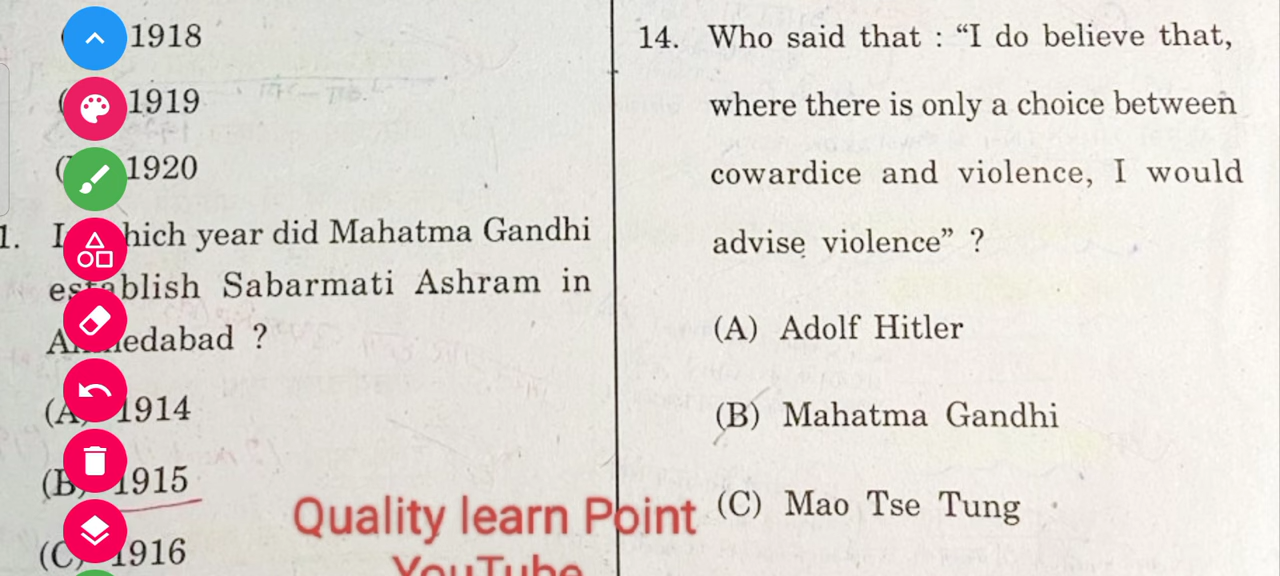 1918
1919
1920
1. hich year did Mahatma Gandhi
establish Sabarmati Ashram in
edabad ?
(A) 1914
(B) 1915
(C) 1916
14. Who said that : “I do believe that,
where there is only a choice between
cowardice and violence, I would
advise violence” ?
(A) Adolf Hitler
(B) Mahatma Gandhi
(C) Mao Tse Tung
Quality learn Point
YouTube